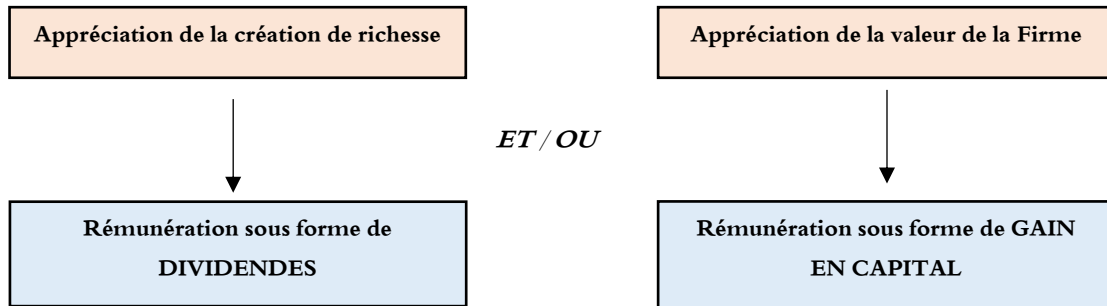 Appréciation de la création de richesse
Appréciation de la valeur de la Firme
ET / OU
Rémunération sous forme de
DIVIDENDES
Rémunération sous forme de GAIN
EN CAPITAL